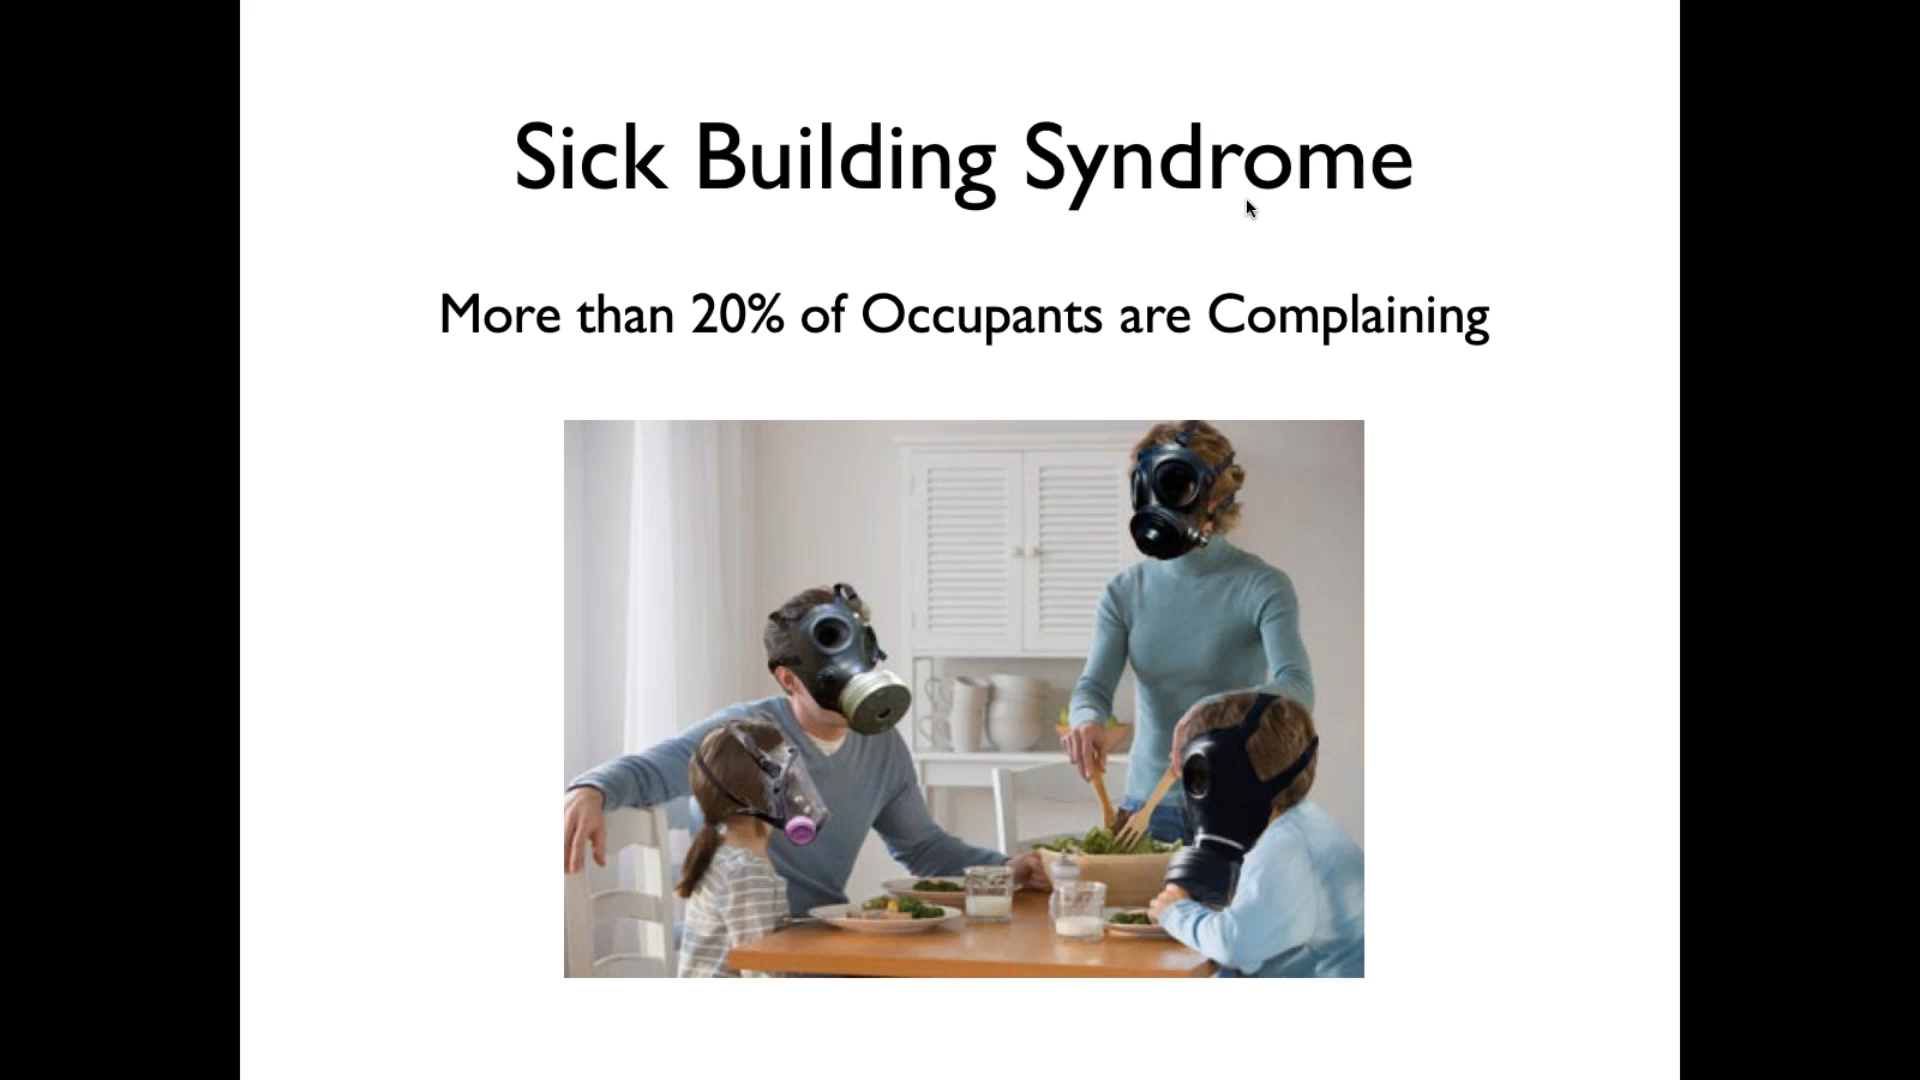 Sick Building Syndrome
More than 20% of Occupants are Complaining